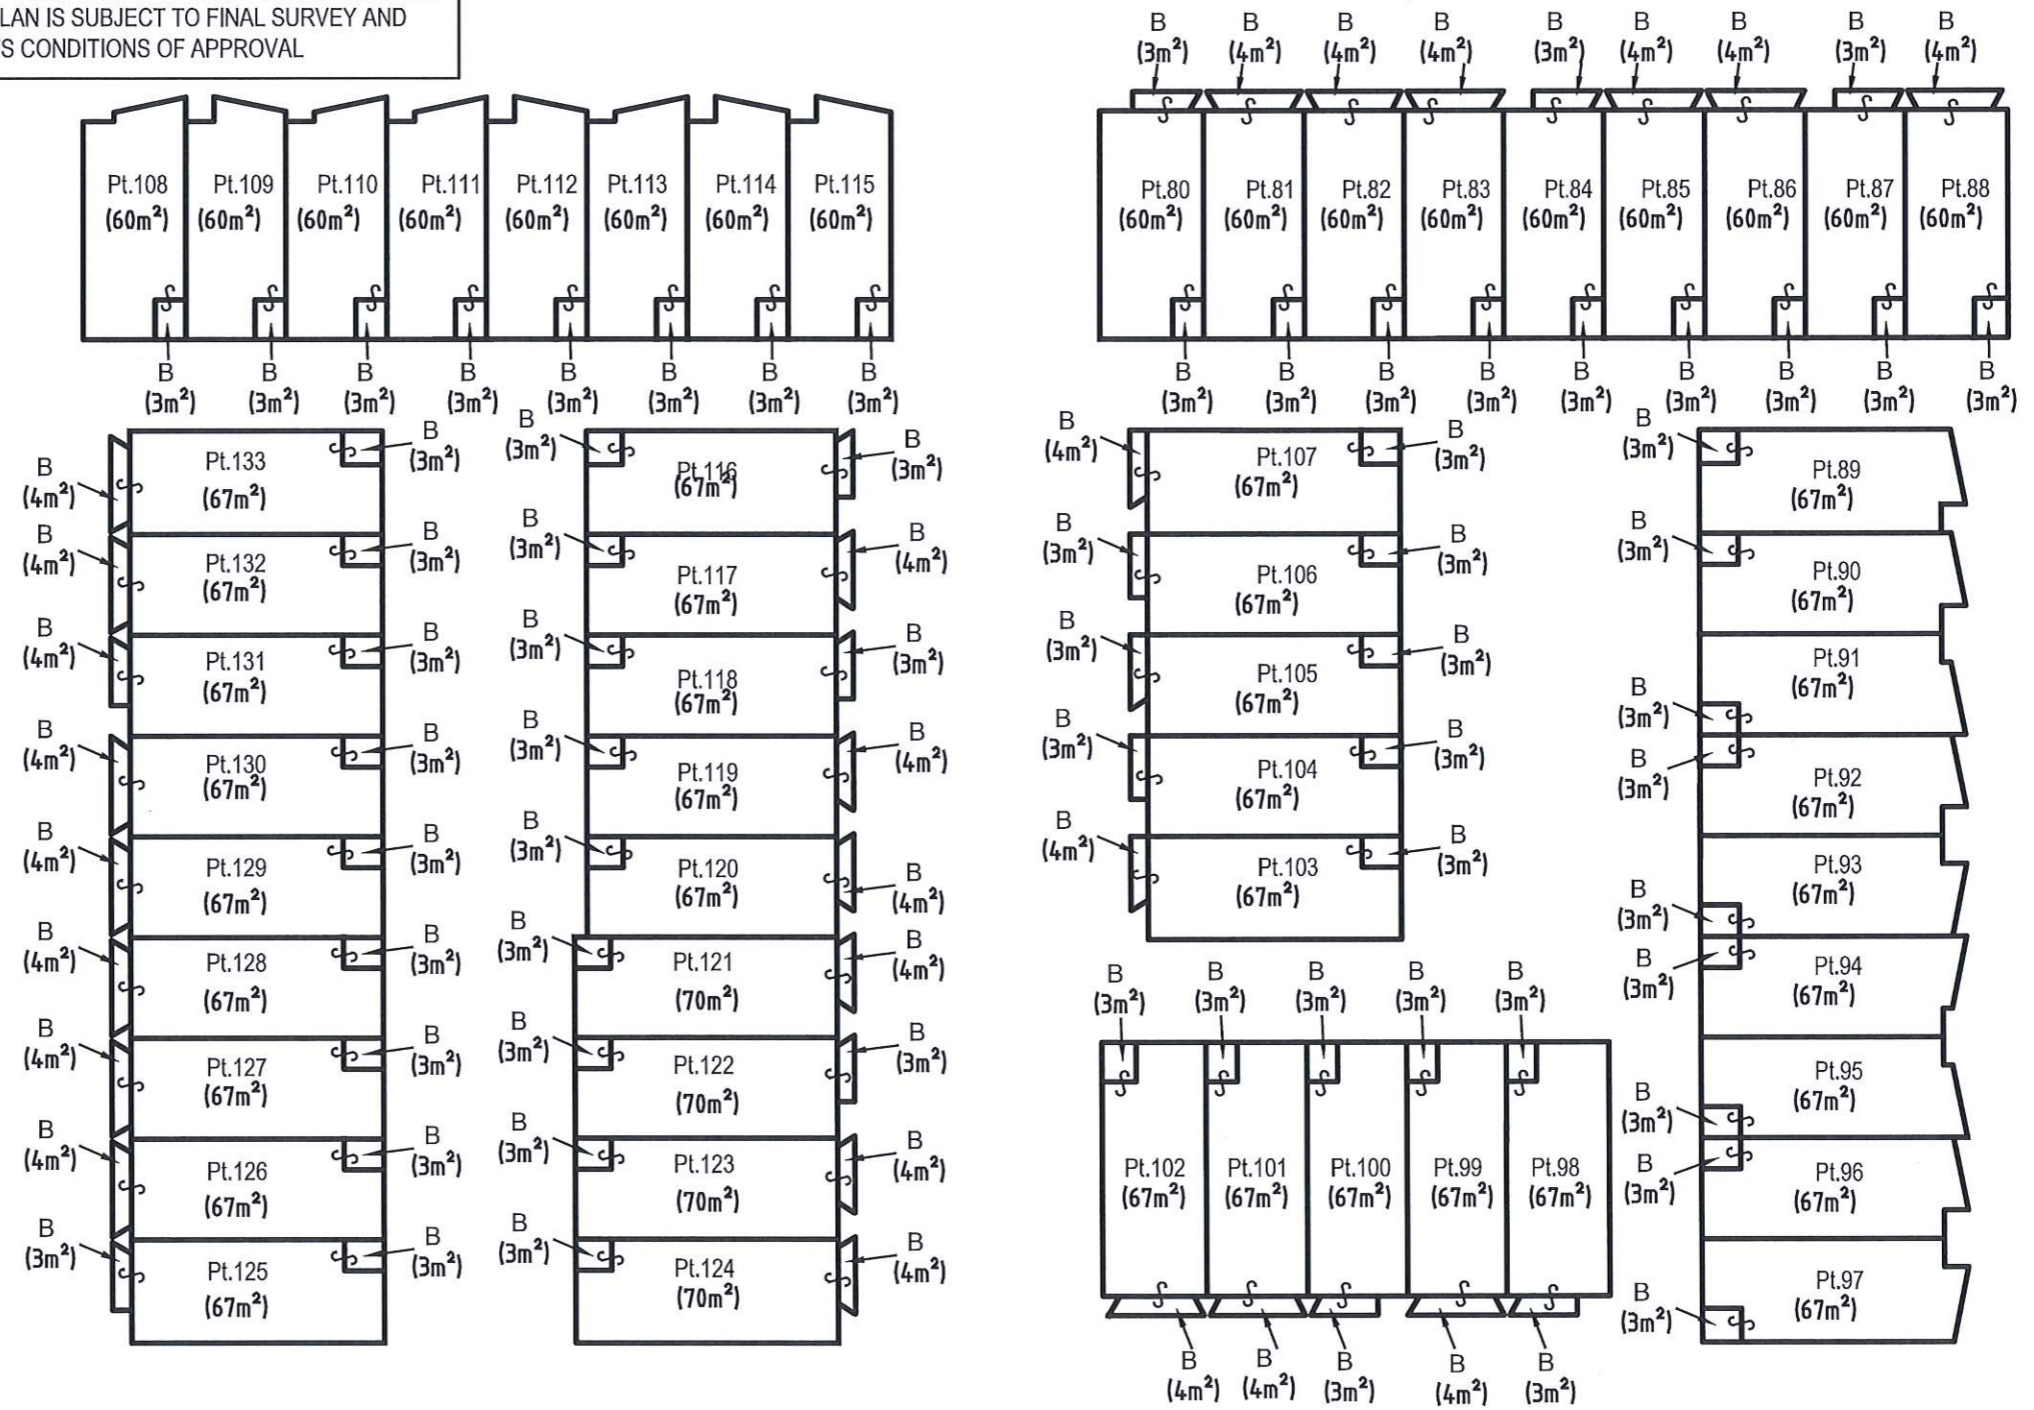 LAN IS SUBJECT TO FINAL SURVEY AND
'S CONDITIONS OF APPROVAL
B B B B B B B B B
(3m²) (4m²) (4m²) (4m²) (3m²) (4m²) (4m²) (3m²) (4m²)
Pt.108 Pt.109 Pt.110 Pt.111 Pt.112 Pt.113 Pt.114 Pt.115
(60m²) (60m²) (60m²) (60m²) (60m²) (60m²) (60m²) (60m²)
B B B B B B B B
(3m²) (3m²) (3m²) (3m²) (3m²) (3m²) (3m²) (3m²)
Pt.80 Pt.81 Pt.82 Pt.83 Pt.84 Pt.85 Pt.86 Pt.87 Pt.88
(60m²) (60m²) (60m²) (60m²) (60m²) (60m²) (60m²) (60m²) (60m²)
B B B B B B B B B
(3m²) (3m²) (3m²) (3m²) (3m²) (3m²) (3m²) (3m²) (3m²)
B
(4m²)
Pt.133
(67m²)
B
(3m²)
B
(4m²)
Pt.132
(67m²)
B
(3m²)
B
(4m²)
Pt.131
(67m²)
B
(3m²)
B
(4m²)
Pt.130
(67m²)
B
(3m²)
B
(4m²)
Pt.129
(67m²)
B
(3m²)
B
(4m²)
Pt.128
(67m²)
B
(3m²)
B
(4m²)
Pt.127
(67m²)
B
(3m²)
B
(4m²)
Pt.126
(67m²)
B
(3m²)
B
(3m²)
Pt.125
(67m²)
B
(3m²)
B
(3m²)
Pt.116
(67m²)
B
(3m²)
B
(3m²)
Pt.117
(67m²)
B
(4m²)
B
(3m²)
Pt.118
(67m²)
B
(3m²)
B
(3m²)
Pt.119
(67m²)
B
(4m²)
B
(3m²)
Pt.120
(67m²)
B
(4m²)
B
(3m²)
Pt.121
(70m²)
B
(4m²)
B
(3m²)
Pt.122
(70m²)
B
(3m²)
B
(3m²)
Pt.123
(70m²)
B
(4m²)
B
(3m²)
Pt.124
(70m²)
B
(4m²)
B
(4m²)
Pt.107
(67m²)
B
(3m²)
B
(3m²)
Pt.106
(67m²)
B
(3m²)
B
(3m²)
Pt.105
(67m²)
B
(3m²)
B
(3m²)
Pt.104
(67m²)
B
(3m²)
B
(4m²)
Pt.103
(67m²)
B
(3m²)
B B B B B
(3m²) (3m²) (3m²) (3m²) (3m²)
Pt.102 Pt.101 Pt.100 Pt.99 Pt.98
(67m²) (67m²) (67m²) (67m²) (67m²)
B B B B B
(4m²) (4m²) (3m²) (4m²) (3m²)
B
(3m²)
Pt.89
(67m²)
B
(3m²)
Pt.90
(67m²)
Pt.91
(67m²)
B
(3m²)
B
(3m²)
Pt.92
(67m²)
Pt.93
(67m²)
B
(3m²)
B
(3m²)
Pt.94
(67m²)
Pt.95
(67m²)
B
(3m²)
B
(3m²)
Pt.96
(67m²)
Pt.97
(67m²)
B
(3m²)